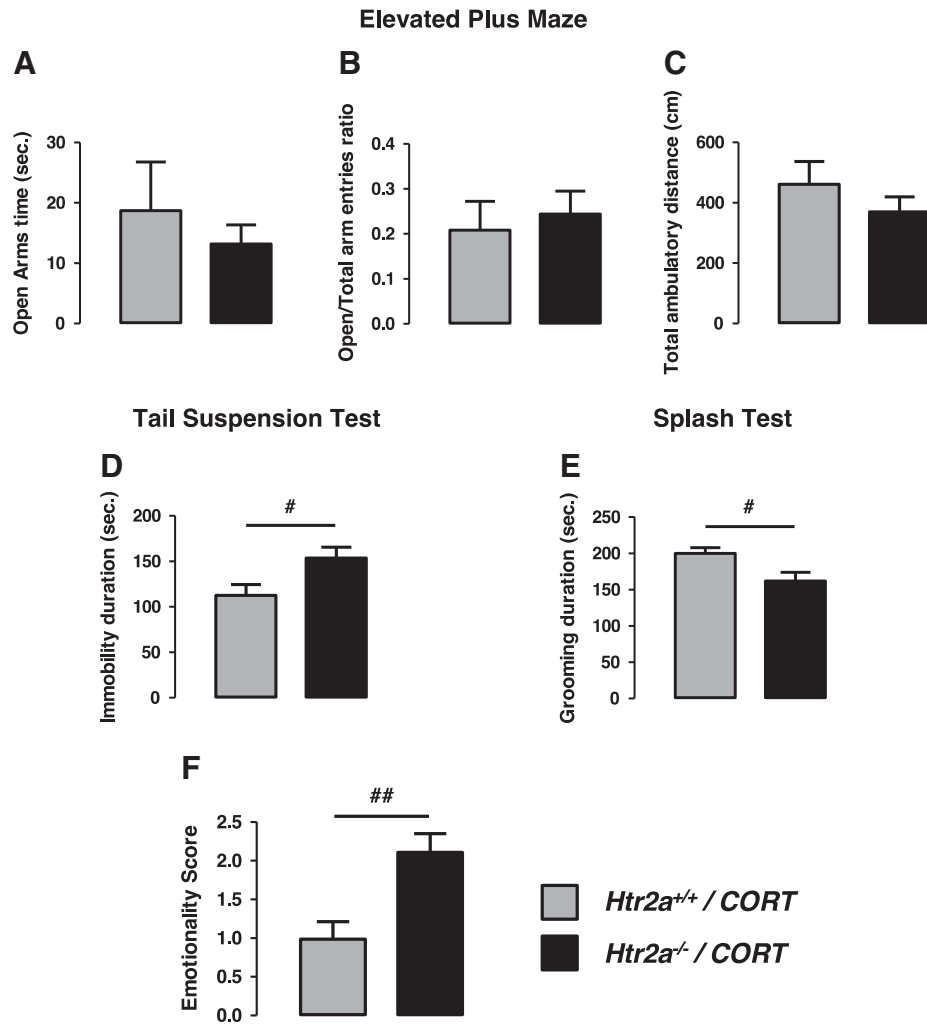 Elevated Plus Maze
A
Open Arms time (sec.)
30
20
10
0
B
Open/Total arm entries ratio
0.4
0.3
0.2
0.1
0.0
C
Total ambulatory distance (cm)
600
400
200
0
Tail Suspension Test
D
Immobility duration (sec.)
200
150
100
50
0
#
Splash Test
E
Grooming duration (sec.)
250
200
150
100
50
0
#
F
Emotionality Score
2.5
2.0
1.5
1.0
0.5
0.0
##
Htr2a+/+ / CORT
Htr2a-/- / CORT